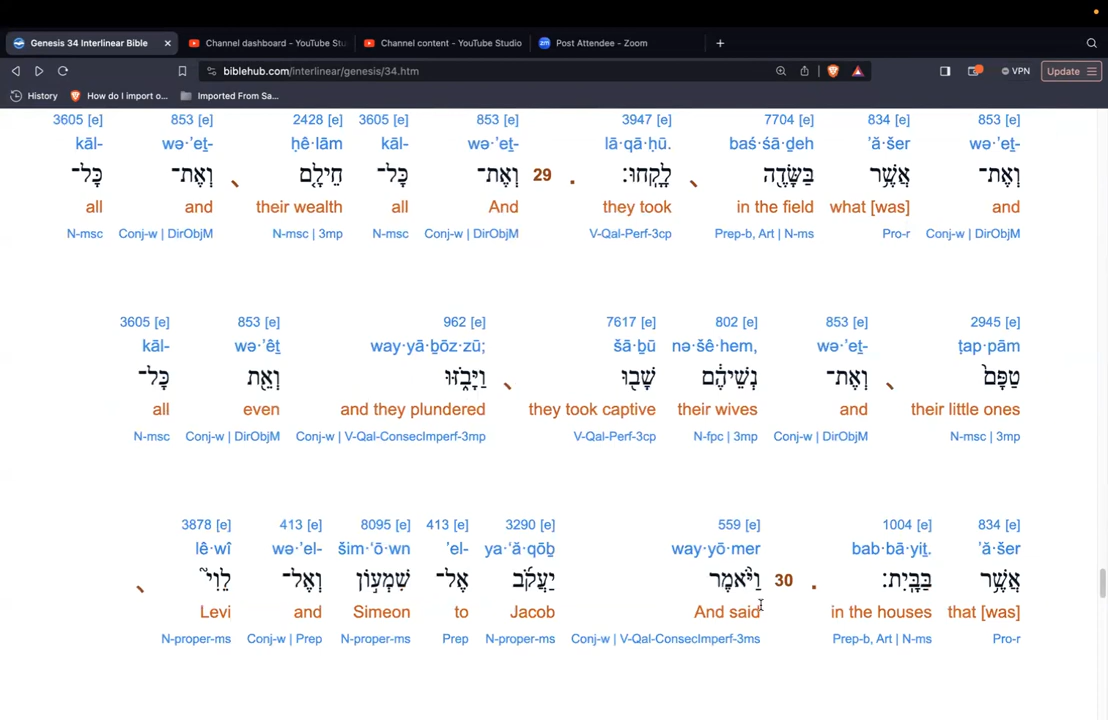 Genesis 34 Interlinear Bible
Channel dashboard - YouTube Stu
Channel content - YouTube Studio
Post Attendee - Zoom
biblehub.com/interlinear/genesis/34.htm
VPN
Update
History
How do I import o...
Imported From Sa...
3605 [e] 853 [e] 2428 [e] 3605 [e] 853 [e] 3947 [e] 7704 [e] 834 [e] 853 [e]
kāl- wə·’eṯ- ḥê·lām kāl- wə·’eṯ- lā·qā·ḥū. baś·śā·ḏeh ’ă·šer wə·’eṯ-
וְאֶת־ אֲשֶׁ֥ר בַּשָּׂדֶ֖ה 、 לָקָֽחוּ׃ . 29 וְאֶת־ כָּל־ חֵילָ֤ם 、 וְאֶת־ כָּל־
all and their wealth all And they took in the field what [was] and
N-msc Conj-w | DirObjM N-msc | 3mp N-msc Conj-w | DirObjM V-Qal-Perf-3cp Prep-b, Art | N-ms Pro-r Conj-w | DirObjM
3605 [e] 853 [e] 962 [e] 7617 [e] 802 [e] 853 [e] 2945 [e]
kāl- wə·’êṯ way·yā·ḇōz·zū; šā·ḇū nə·šê·hem, wə·’eṯ- ṭap·pām
טַפָּם֙ 、 וְאֶת־ נְשֵׁיהֶ֔ם שָׁב֖וּ 、 וַיָּבֹ֑זּוּ וְאֵ֖ת כָּל־
all even and they plundered they took captive their wives and their little ones
N-msc Conj-w | DirObjM Conj-w | V-Qal-ConsecImperf-3mp V-Qal-Perf-3cp N-fpc | 3mp Conj-w | DirObjM N-msc | 3mp
3878 [e] 413 [e] 8095 [e] 413 [e] 3290 [e] 559 [e] 1004 [e] 834 [e]
lê·wî wə·’el- šim·‘ō·wn ’el- ya·‘ă·qōḇ way·yō·mer bab·bā·yiṯ. ’ă·šer
אֲשֶׁ֥ר בַּבָּֽיִת׃ . 30 וַיֹּ֨אמֶר יַעֲקֹ֜ב אֶל־ שִׁמְע֣וֹן וְאֶל־ לֵוִי֮ 、
Levi and Simeon to Jacob And said in the houses that [was]
N-proper-ms Conj-w | Prep N-proper-ms Prep N-proper-ms Conj-w | V-Qal-ConsecImperf-3ms Prep-b, Art | N-ms Pro-r